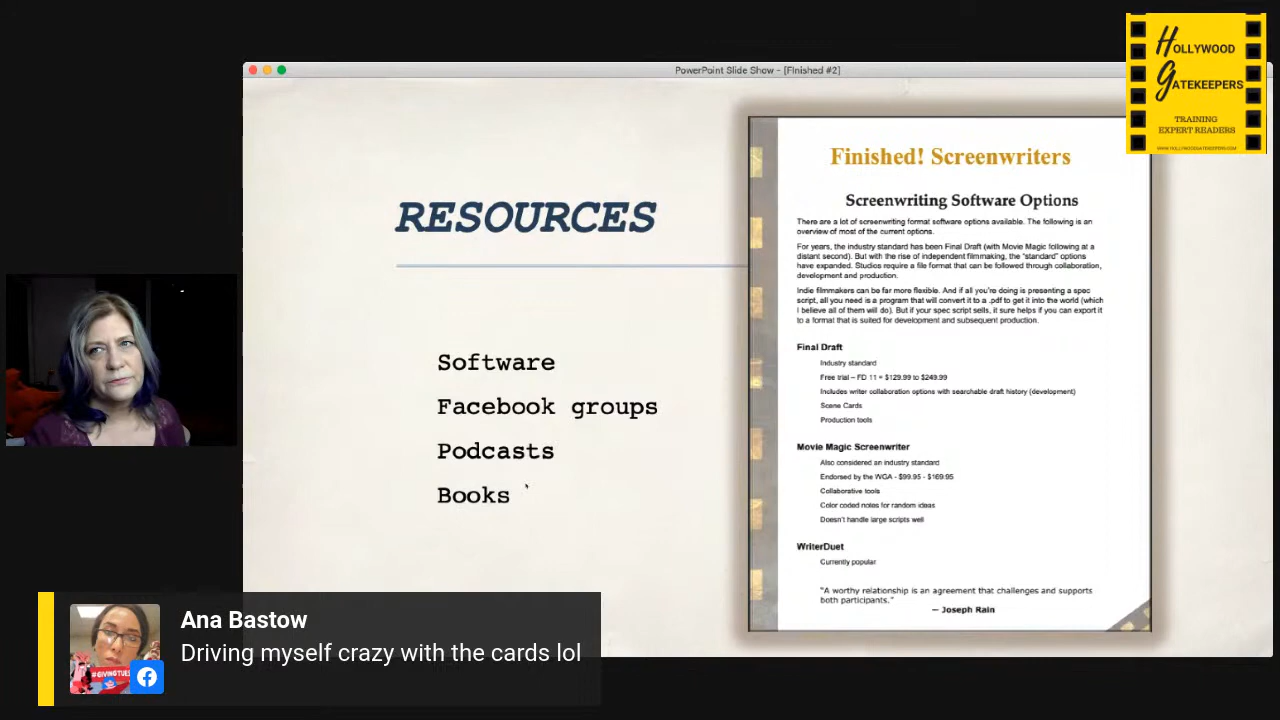 PowerPoint Slide Show - [Finished #2]
HOLLYWOOD
GATEKEEPERS
TRAINING
EXPERT READERS
WWW.HOLLYWOODGATEKEEPERS.COM
RESOURCES
Software
Facebook groups
Podcasts
Books
Finished! Screenwriters
Screenwriting Software Options
There are a lot of screenwriting format software options available. The following is an
overview of most of the current options.
For years, the industry standard has been Final Draft (with Movie Magic following at a
distant second). But with the rise of independent filmmaking, the "standard" options
have expanded. Studios require a file format that can be followed through collaboration,
development and production.
Indie filmmakers can be far more flexible. And if all you're doing is presenting a spec
script, all you need is a program that will convert it to a .pdf to get it into the world (which
I believe all of them will do). But if your spec script sells, it sure helps if you can export it
to a format that is suited for development and subsequent production.
Final Draft
Industry standard
Free trial – FD 11 = $129.99 to $249.99
Includes writer collaboration options with searchable draft history (development)
Scene Cards
Production tools
Movie Magic Screenwriter
Also considered an industry standard
Endorsed by the WGA - $99.95 - $169.95
Collaborative tools
Color coded notes for random ideas
Doesn't handle large scripts well
WriterDuet
Currently popular
"A worthy relationship is an agreement that challenges and supports
both participants."
― Joseph Rain
#GIVINGTUES
Ana Bastow
Driving myself crazy with the cards lol